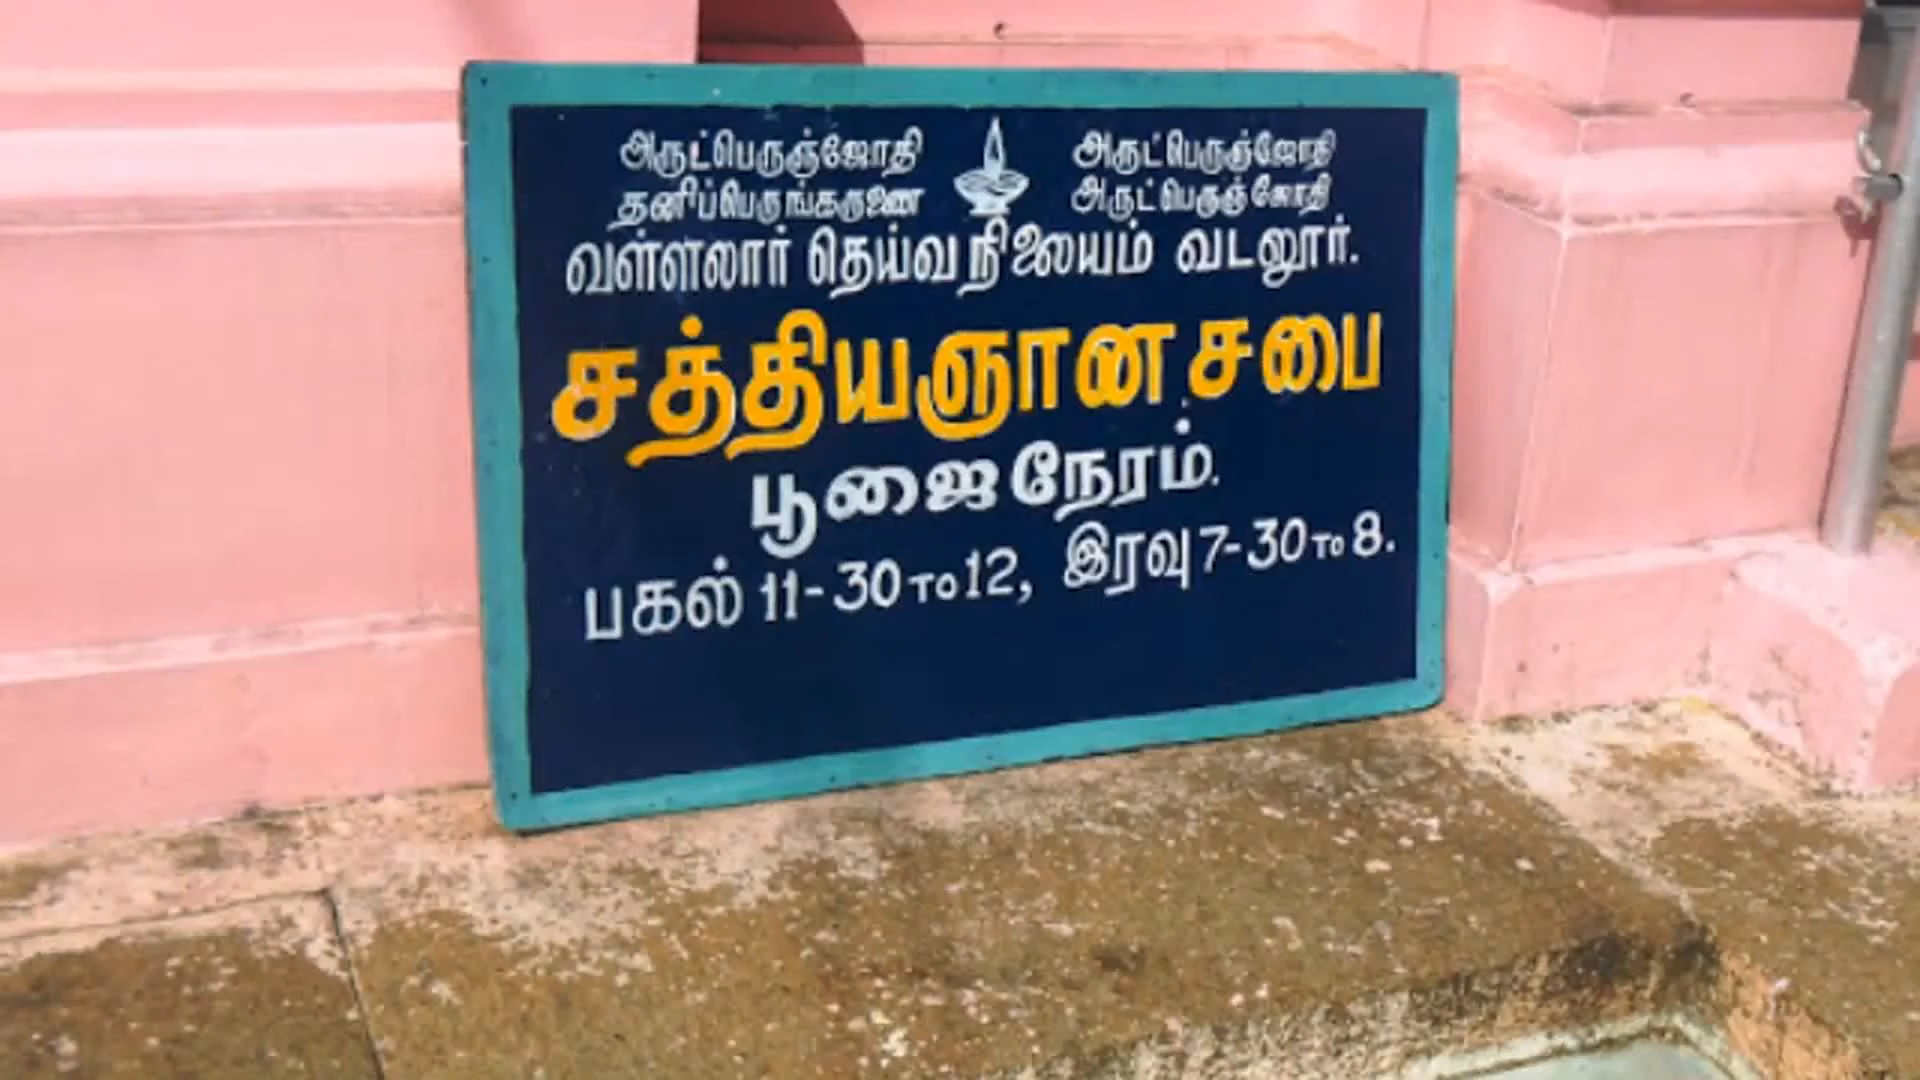 அருட்பெருஞ்ஜோதி அருட்பெருஞ்ஜோதி
தனிப்பெருங்கருணை அருட்பெருஞ்ஜோதி
வள்ளலார் தெய்வ நிலையம் வடலூர்.
சத்தியஞான சபை
பூஜை நேரம்.
பகல் 11-30 TO 12, இரவு 7-30 TO 8.